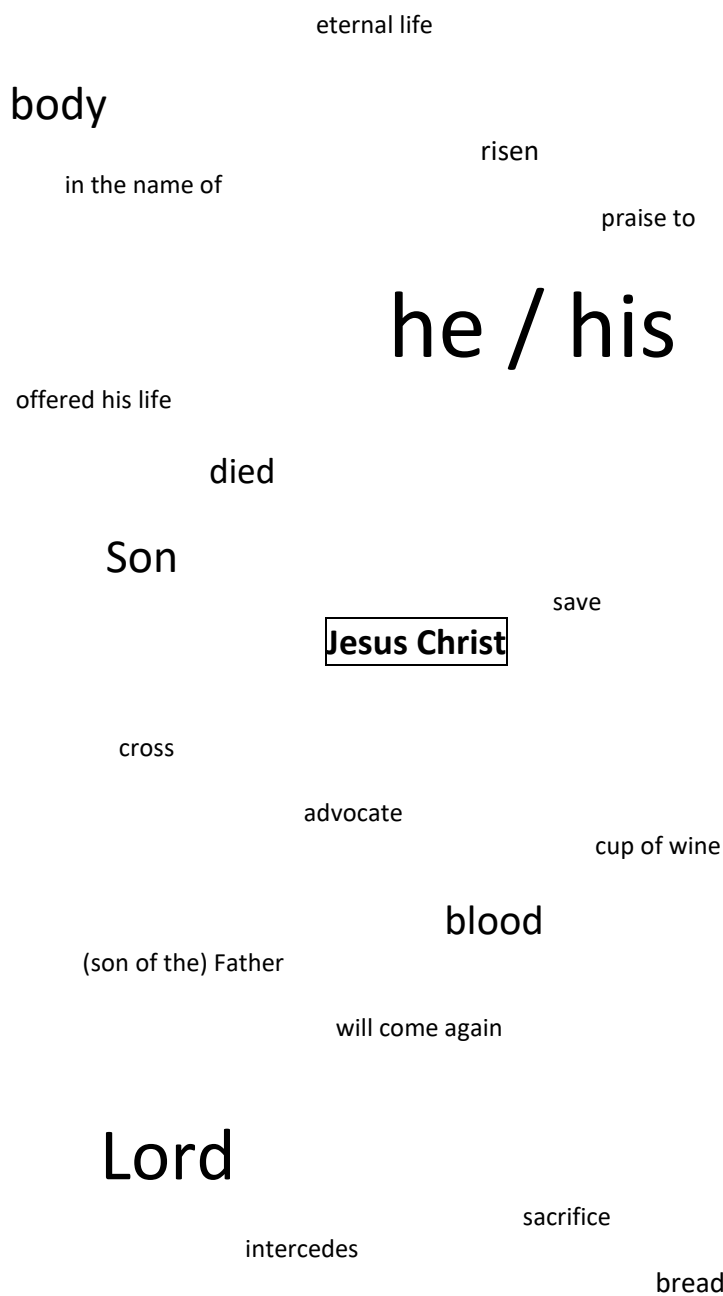 eternal life
body
risen
in the name of
praise to
he / his
offered his life
died
Son
save
Jesus Christ
cross
advocate
cup of wine
blood
(son of the) Father
will come again
Lord
sacrifice
intercedes
bread